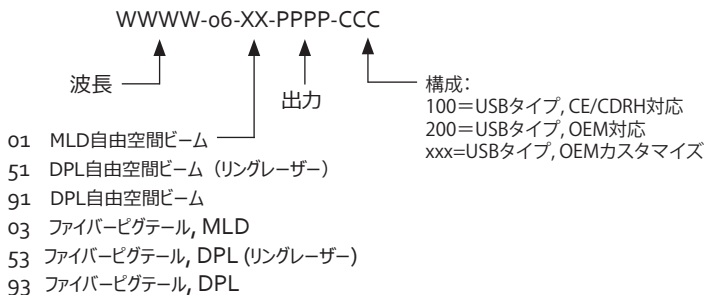 WWWW-06-XX-PPPP-CCC
波長
出力
構成：
100＝USBタイプ, CE/CDRH対応
200＝USBタイプ, OEM対応
xxx=USBタイプ, OEMカスタマイズ
01 MLD自由空間ビーム
51 DPL自由空間ビーム（リングレーザー）
91 DPL自由空間ビーム
03 ファイバーピグテール, MLD
53 ファイバーピグテール, DPL (リングレーザー)
93 ファイバーピグテール, DPL